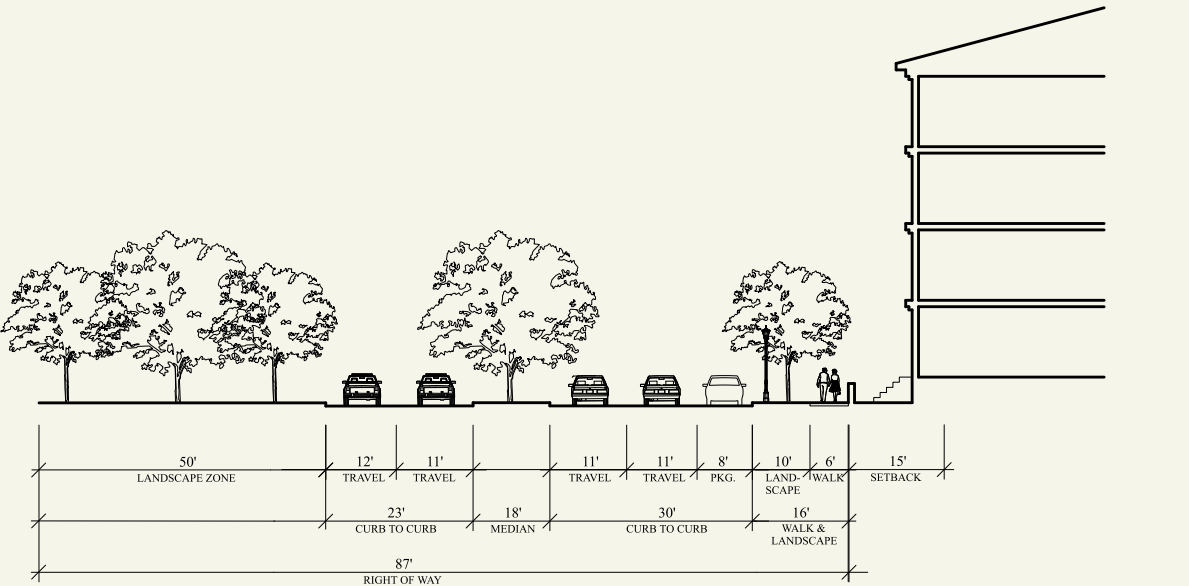 50'
LANDSCAPE ZONE
12'
TRAVEL
11'
TRAVEL
11'
TRAVEL
11'
TRAVEL
8'
PKG.
10'
LAND-
SCAPE
6'
WALK
15'
SETBACK
23'
CURB TO CURB
18'
MEDIAN
30'
CURB TO CURB
16'
WALK &
LANDSCAPE
87'
RIGHT OF WAY